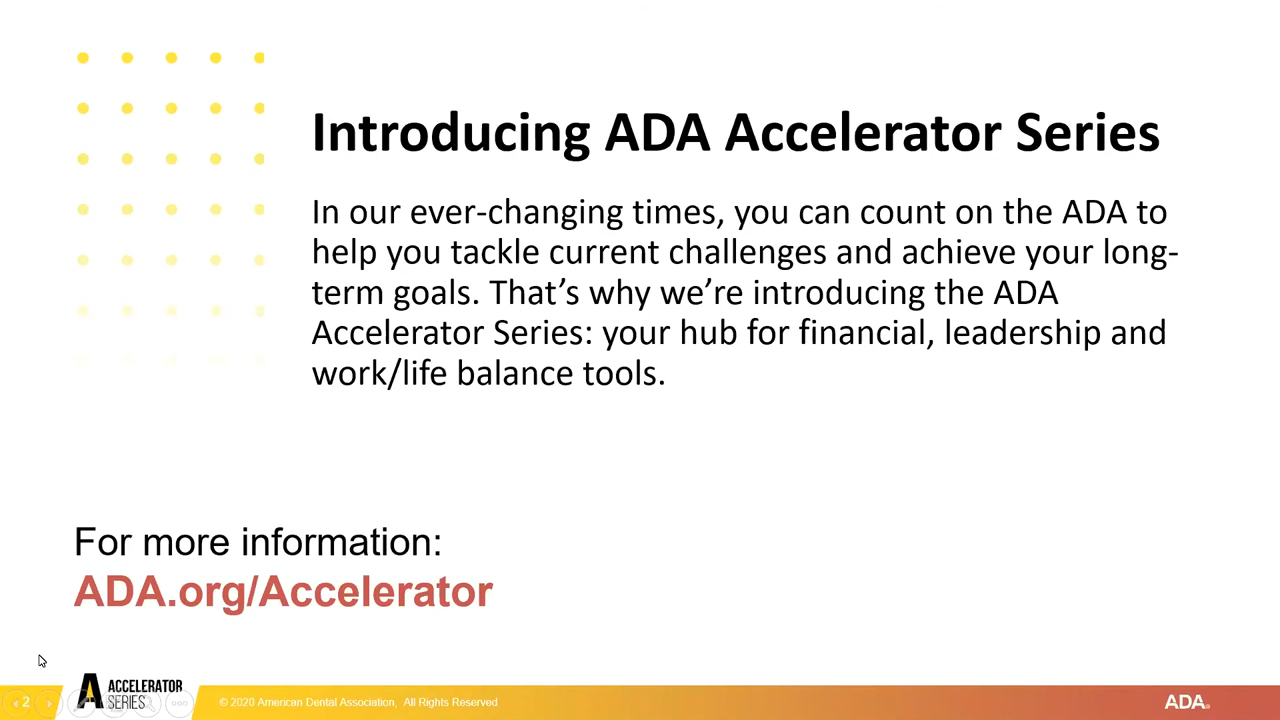 Introducing ADA Accelerator Series
In our ever-changing times, you can count on the ADA to
help you tackle current challenges and achieve your long-
term goals. That’s why we’re introducing the ADA
Accelerator Series: your hub for financial, leadership and
work/life balance tools.
For more information:
ADA.org/Accelerator
2
A ACCELERATOR
SERIES
© 2020 American Dental Association, All Rights Reserved
ADA.